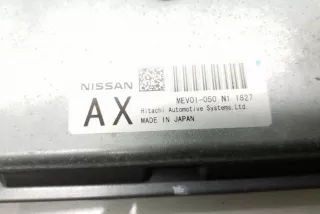 NISSAN
MEV01-050 N1 1827
AX
Hitachi Automotive Systems,Ltd.
MADE IN JAPAN